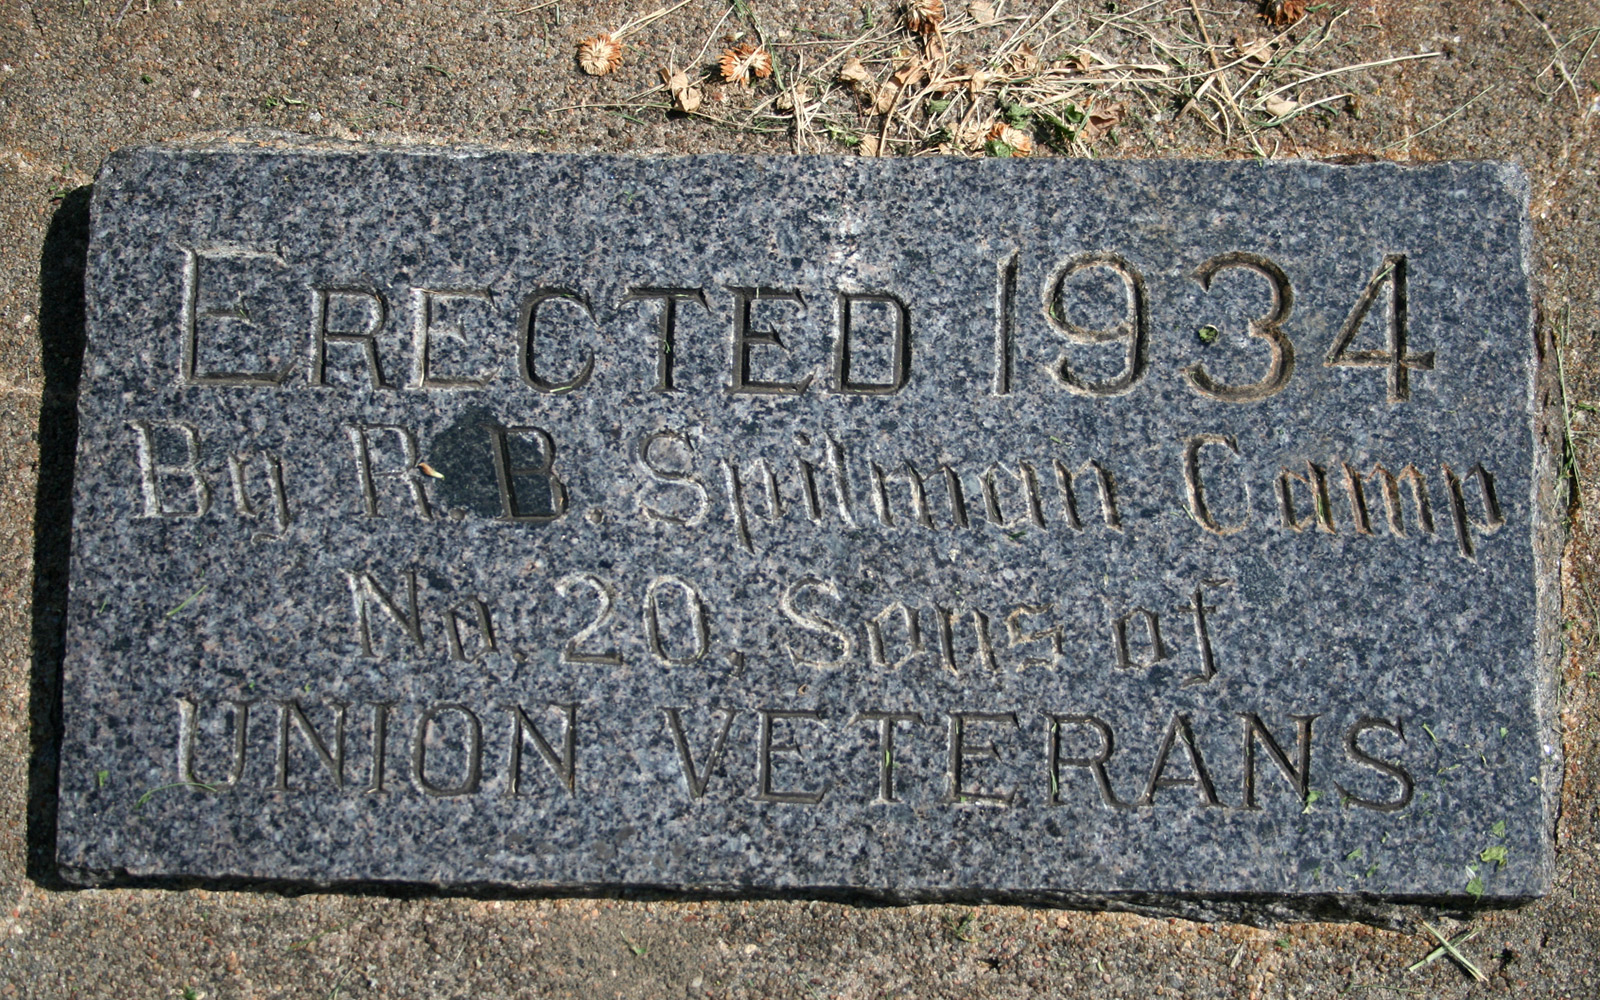 ERECTED 1934
By R.B. Spilman Camp
No. 20, Sons of
UNION VETERANS